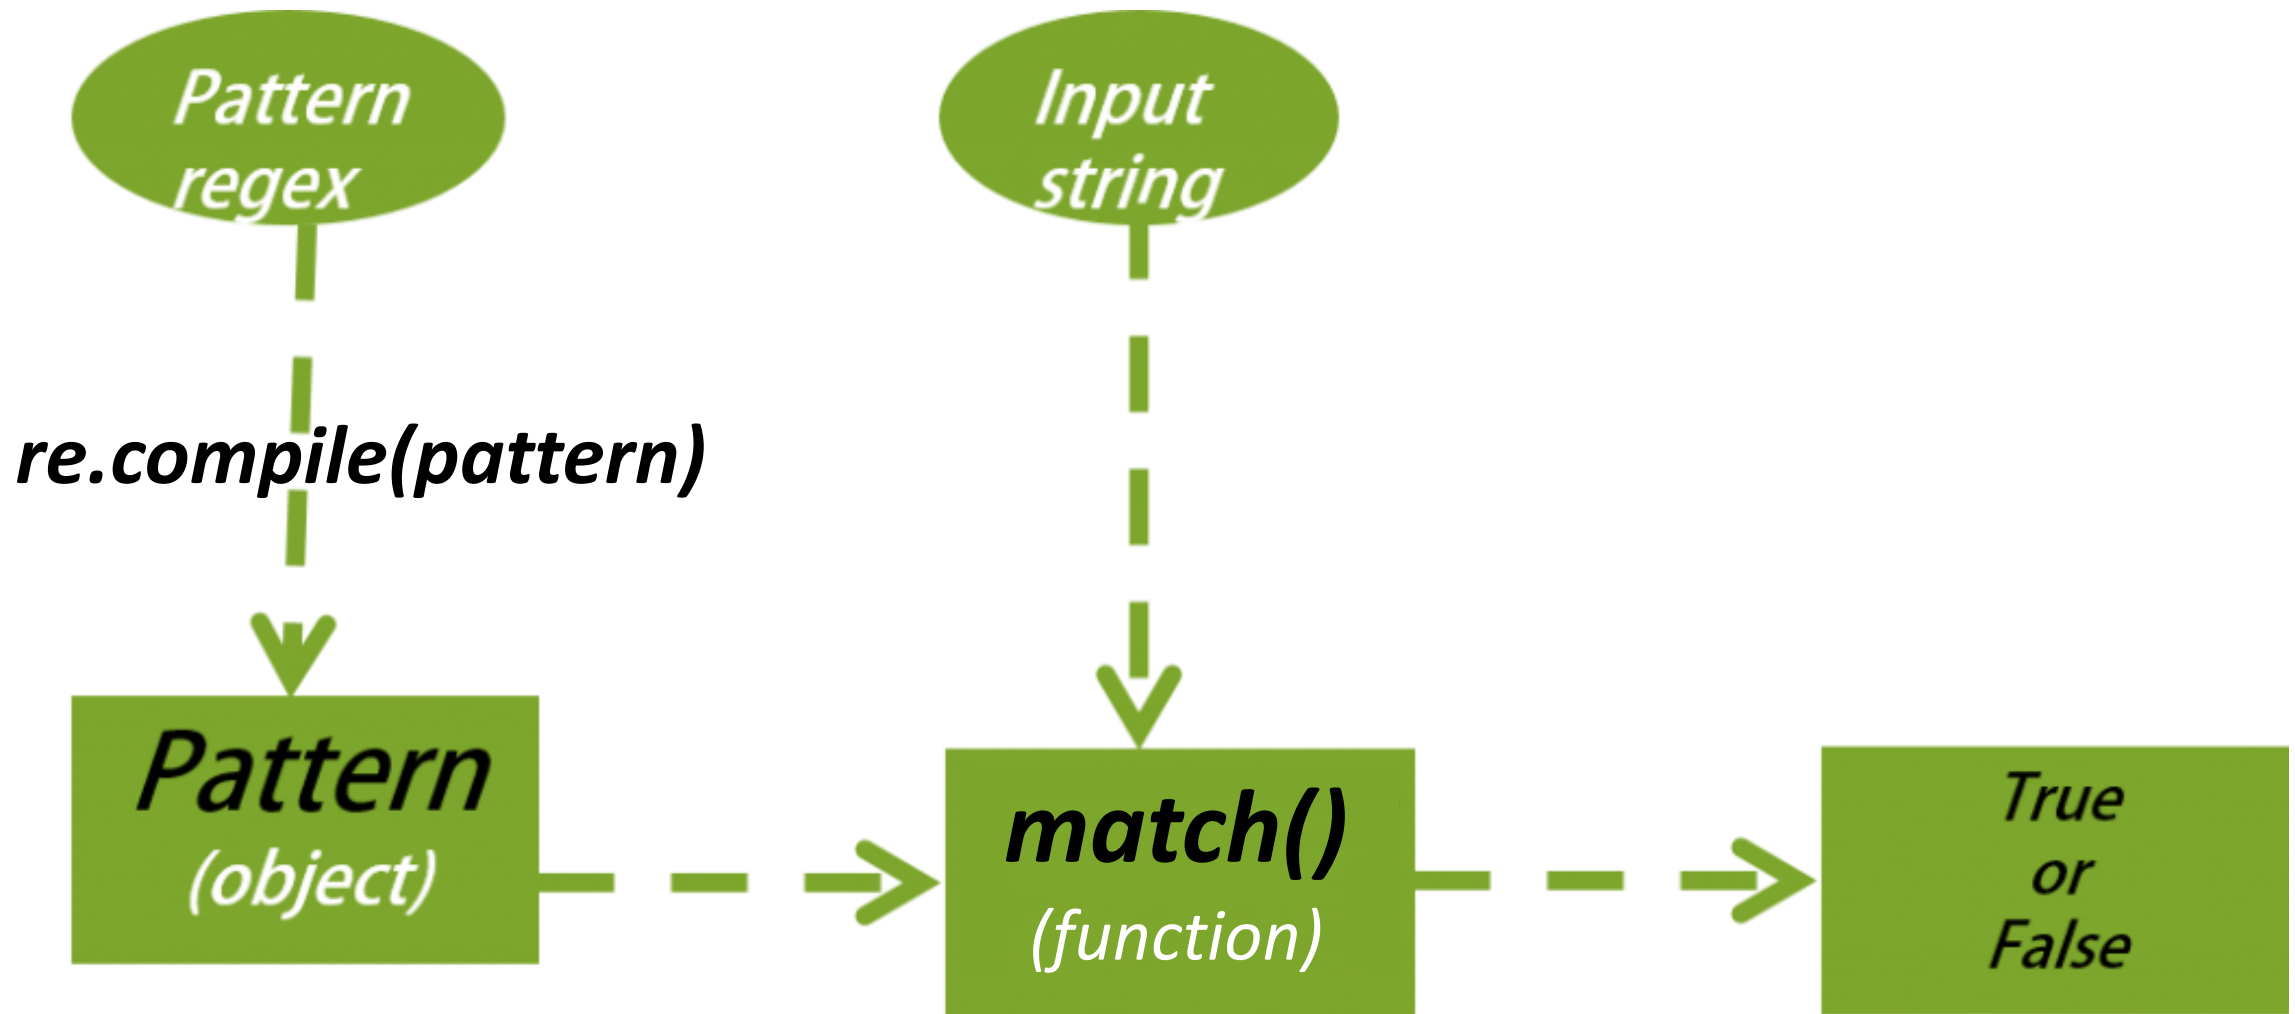 Pattern
regex
Input
string
re.compile(pattern)
Pattern
(object)
match()
(function)
True
or
False